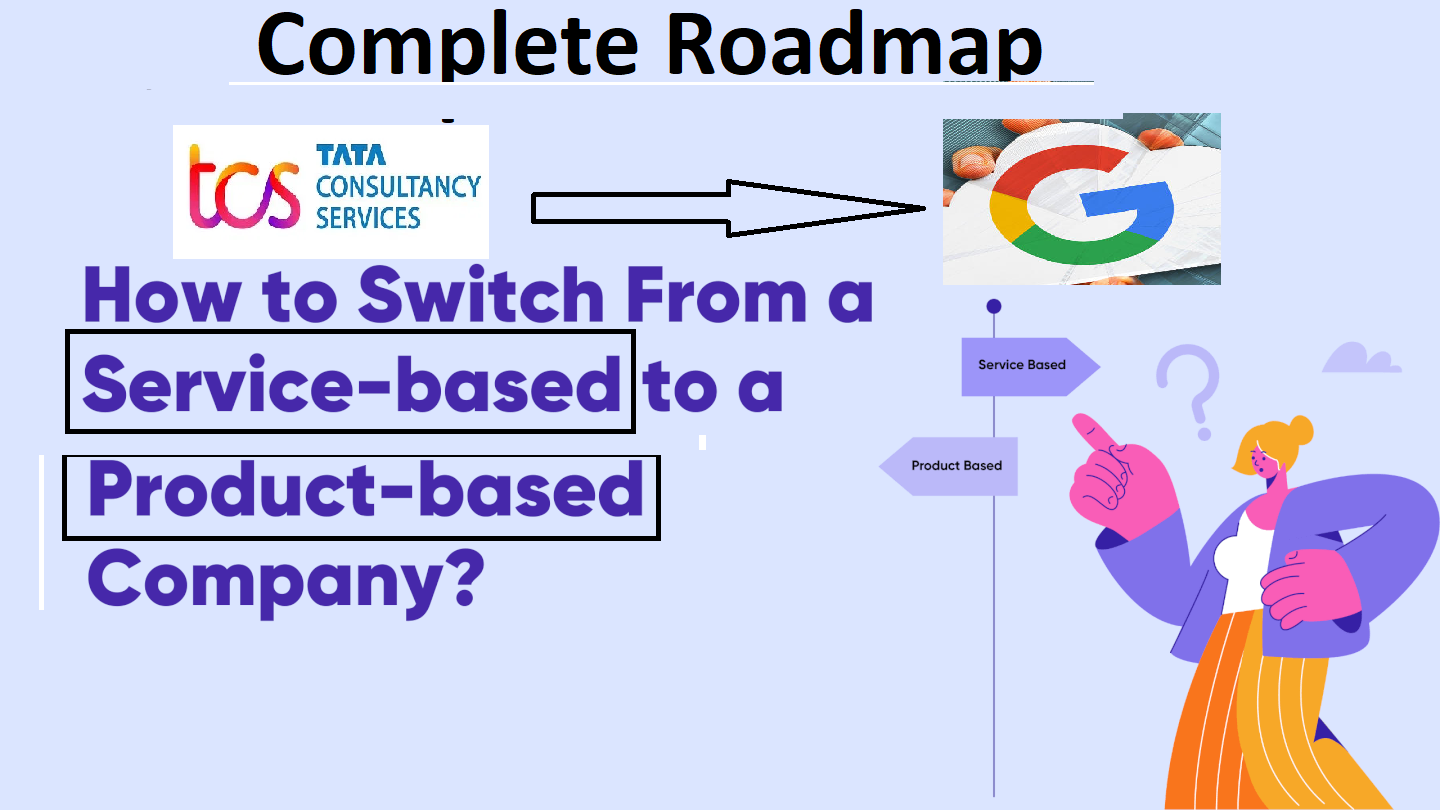 Complete Roadmap
tcs TATA
CONSULTANCY
SERVICES
G
How to Switch From a
Service-based to a
Product-based
Company?
Service Based
Product Based